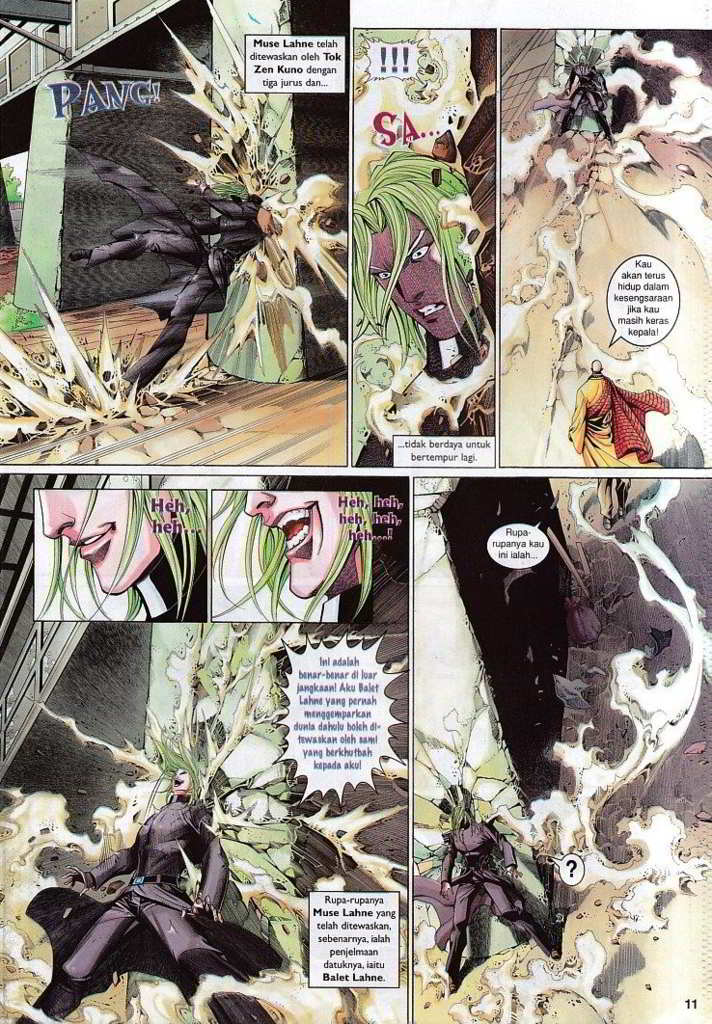 Muse Lahne telah
ditewaskan oleh Tok
Zen Kuno dengan
tiga jurus dan...
PANG!
!!!
SA...
...tidak berdaya untuk
bertempur lagi.
Kau
akan terus
hidup dalam
kesengsaraan
jika kau
masih keras
kepala!
Heh,
heh...
Heh, heh,
heh, heh,
heh...!
Ini adalah
benar-benar di luar
jangkaan! Aku Balet
Lahne yang pernah
menggemparkan
dunia dahulu boleh di-
tewaskan oleh sami
yang berkhutbah
kepada aku!
Rupa-rupanya
Muse Lahne yang
telah ditewaskan,
sebenarnya, ialah
penjelmaan
datuknya, iaitu
Balet Lahne.
Rupa-
rupanya kau
ini ialah...
?
11